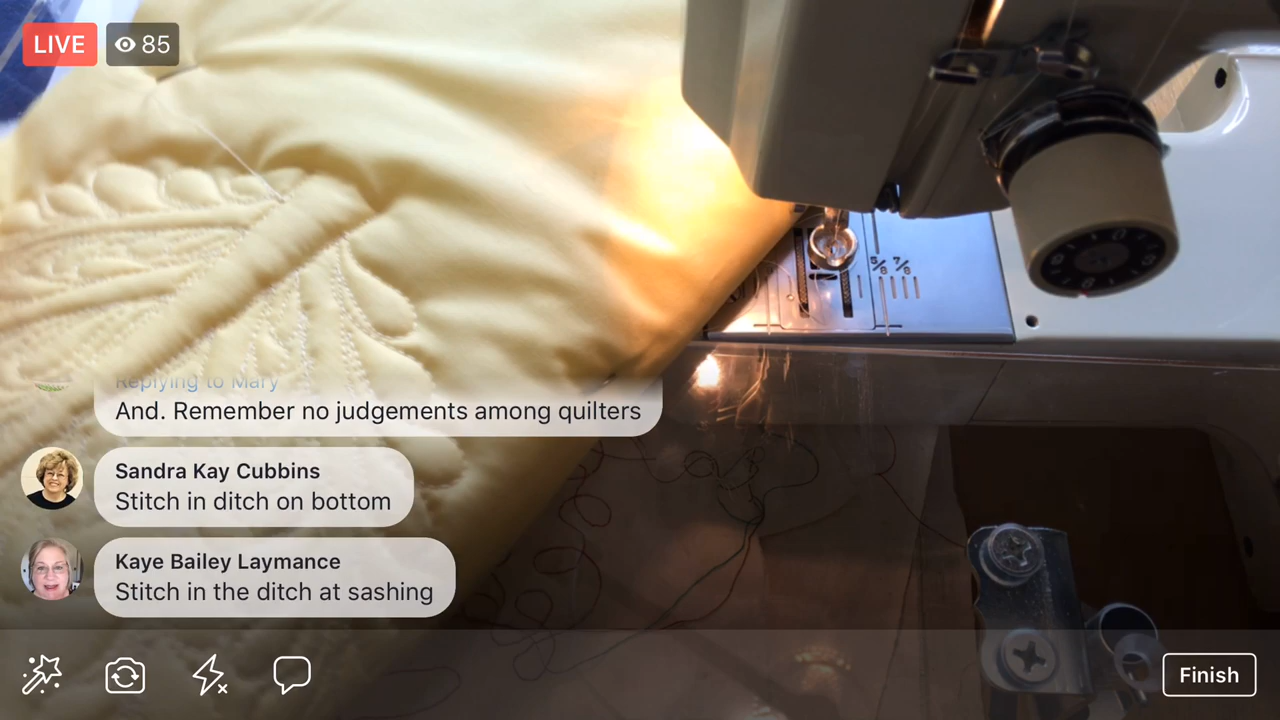 LIVE
85
Replying to Mary
And. Remember no judgements among quilters
Sandra Kay Cubbins
Stitch in ditch on bottom
Kaye Bailey Laymance
Stitch in the ditch at sashing
5/8 7/8
Finish